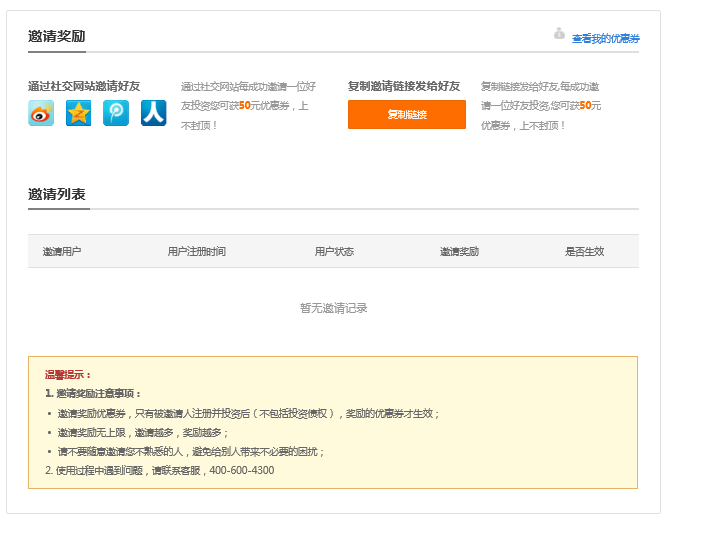 邀请奖励
查看我的优惠券
通过社交网站邀请好友
通过社交网站每成功邀请一位好
友投资您可获50元优惠券，上
不封顶！
复制邀请链接发给好友
复制链接
复制链接发给好友,每成功邀
请一位好友投资,您可获50元
优惠券，上不封顶！
邀请列表
邀请用户 用户注册时间 用户状态 邀请奖励 是否生效
暂无邀请记录
温馨提示：
1. 邀请奖励注意事项：
• 邀请奖励优惠券，只有被邀请人注册并投资后（不包括投资债权），奖励的优惠券才生效；
• 邀请奖励无上限，邀请越多，奖励越多；
• 请不要随意邀请您不熟悉的人，避免给别人带来不必要的困扰；
2. 使用过程中遇到问题，请联系客服，400-600-4300